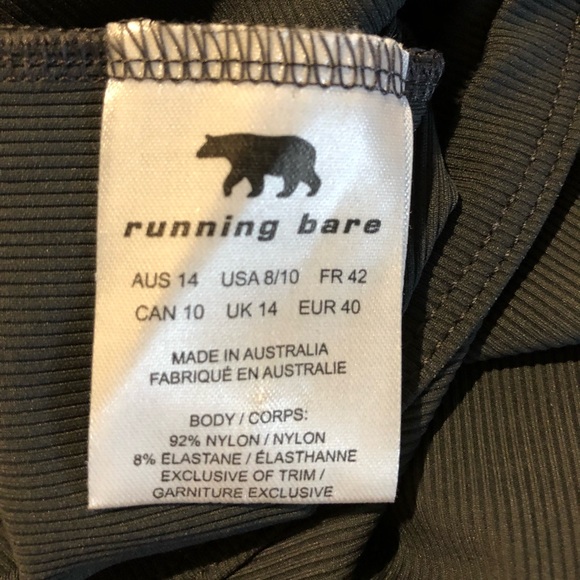 running bare
AUS 14 USA 8/10 FR 42
CAN 10 UK 14 EUR 40
MADE IN AUSTRALIA
FABRIQUÉ EN AUSTRALIE
BODY / CORPS:
92% NYLON / NYLON
8% ELASTANE / ÉLASTHANNE
EXCLUSIVE OF TRIM /
GARNITURE EXCLUSIVE